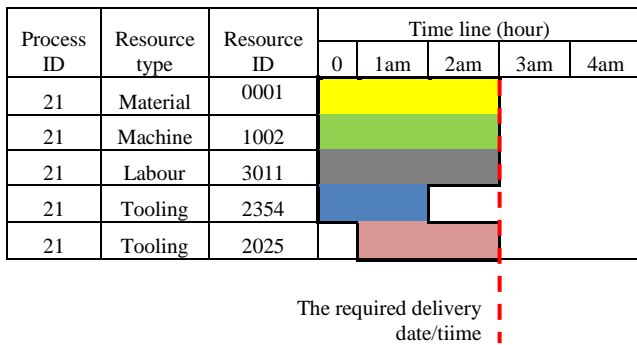 Process ID Resource type Resource ID Time line (hour)
0 1am 2am 3am 4am
21 Material 0001
21 Machine 1002
21 Labour 3011
21 Tooling 2354
21 Tooling 2025
The required delivery
date/tiime